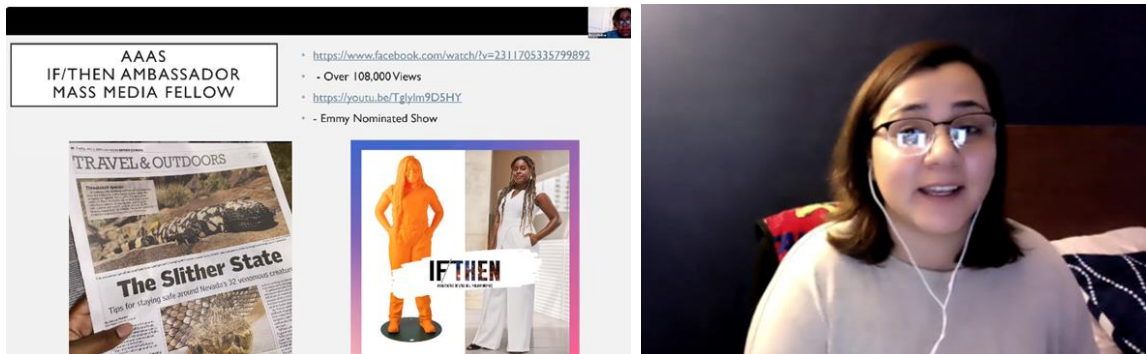 AAAS
IF/THEN AMBASSADOR
MASS MEDIA FELLOW
• https://www.facebook.com/watch/?v=2311705335799892
• - Over 108,000 Views
• https://youtu.be/TglyIm9D5HY
• - Emmy Nominated Show
TRAVEL & OUTDOORS
The Slither State
Tips for staying safe around Nevada's 32 venomous creatures
IF/THEN